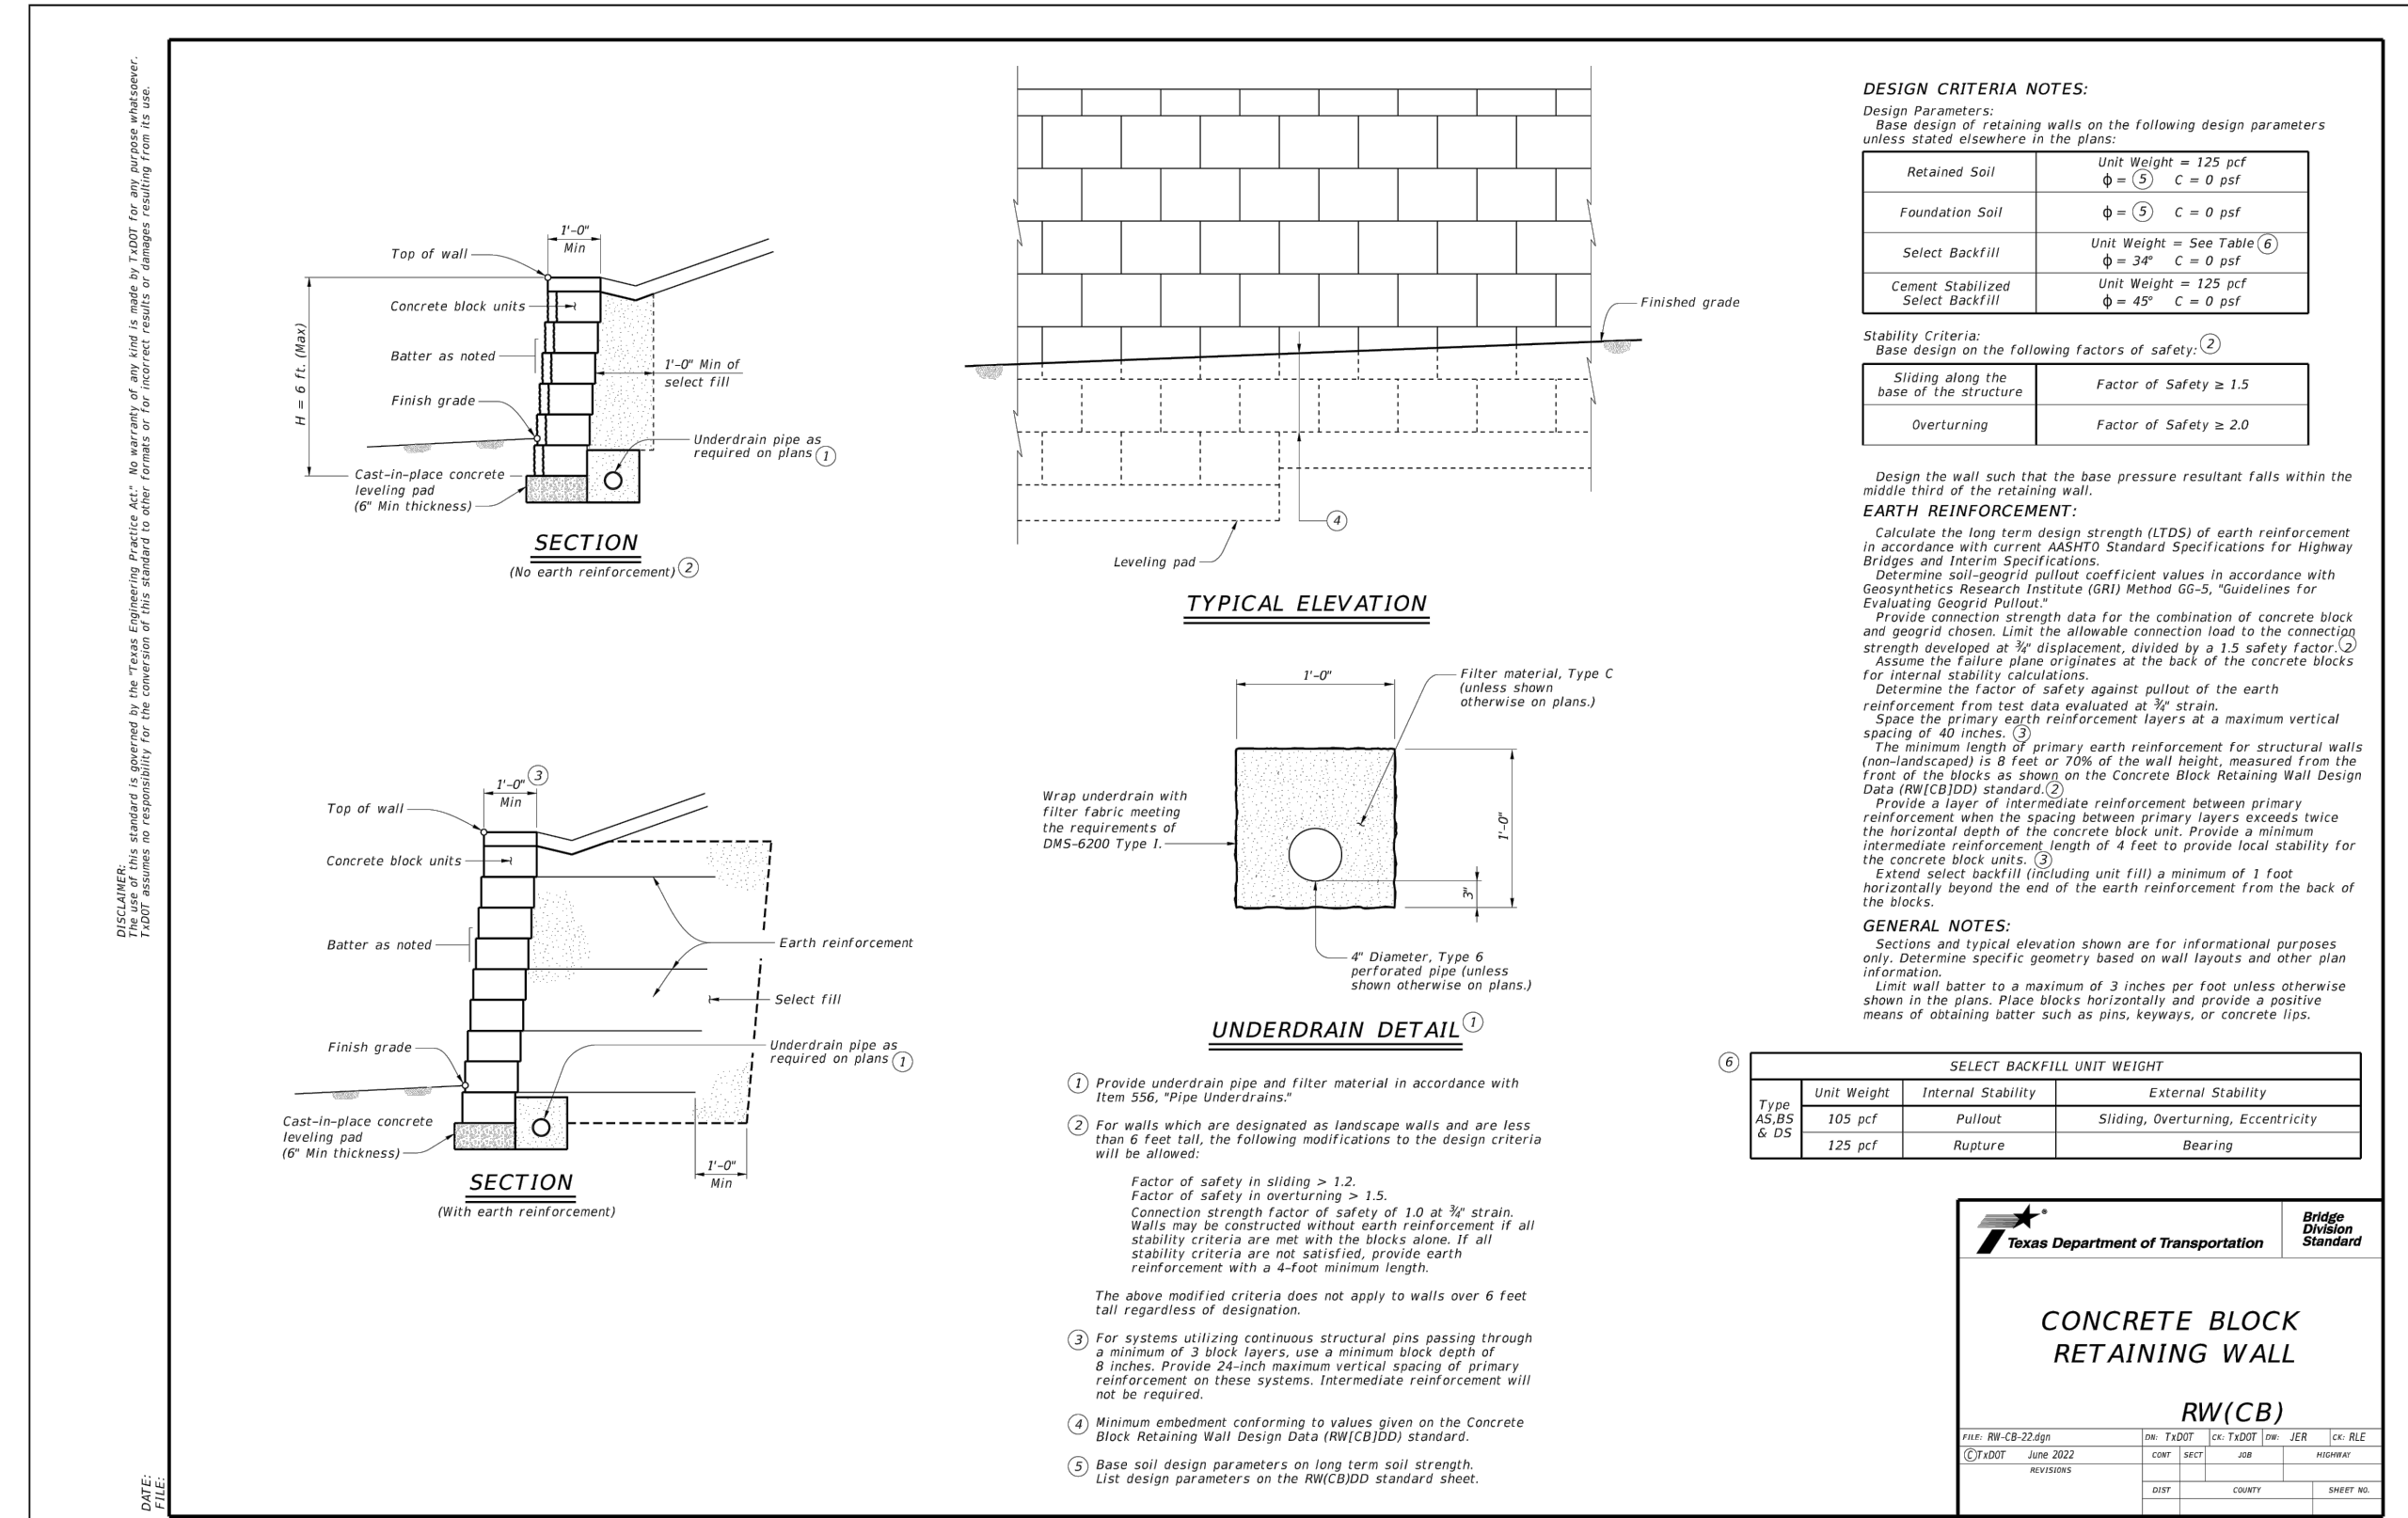 DISCLAIMER:
The use of this standard is governed by the "Texas Engineering Practice Act." No warranty of any kind is made by TxDOT for any purpose whatsoever.
TxDOT assumes no responsibility for the conversion of this standard to other formats or for incorrect results or damages resulting from its use.
DATE:
FILE:
1'-0"
Min
Top of wall
Concrete block units
H = 6 ft. (Max)
Batter as noted
1'-0" Min of
select fill
Finish grade
Underdrain pipe as
required on plans 1
Cast-in-place concrete
leveling pad
(6" Min thickness)
SECTION
(No earth reinforcement) 2
1'-0" 3
Min
Top of wall
Concrete block units
Batter as noted
Earth reinforcement
Select fill
Finish grade
Underdrain pipe as
required on plans 1
Cast-in-place concrete
leveling pad
(6" Min thickness)
1'-0"
Min
SECTION
(With earth reinforcement)
Finished grade
4
Leveling pad
TYPICAL ELEVATION
1'-0"
Filter material, Type C
(unless shown
otherwise on plans.)
Wrap underdrain with
filter fabric meeting
the requirements of
DMS-6200 Type I.
1'-0"
3"
4" Diameter, Type 6
perforated pipe (unless
shown otherwise on plans.)
UNDERDRAIN DETAIL 1
1 Provide underdrain pipe and filter material in accordance with
Item 556, "Pipe Underdrains."
2 For walls which are designated as landscape walls and are less
than 6 feet tall, the following modifications to the design criteria
will be allowed:
Factor of safety in sliding > 1.2.
Factor of safety in overturning > 1.5.
Connection strength factor of safety of 1.0 at ¾" strain.
Walls may be constructed without earth reinforcement if all
stability criteria are met with the blocks alone. If all
stability criteria are not satisfied, provide earth
reinforcement with a 4-foot minimum length.
The above modified criteria does not apply to walls over 6 feet
tall regardless of designation.
3 For systems utilizing continuous structural pins passing through
a minimum of 3 block layers, use a minimum block depth of
8 inches. Provide 24-inch maximum vertical spacing of primary
reinforcement on these systems. Intermediate reinforcement will
not be required.
4 Minimum embedment conforming to values given on the Concrete
Block Retaining Wall Design Data (RW[CB]DD) standard.
5 Base soil design parameters on long term soil strength.
List design parameters on the RW(CB)DD standard sheet.
DESIGN CRITERIA NOTES:
Design Parameters:
Base design of retaining walls on the following design parameters
unless stated elsewhere in the plans:
Retained Soil
Unit Weight = 125 pcf
ϕ = 5 C = 0 psf
Foundation Soil
ϕ = 5 C = 0 psf
Select Backfill
Unit Weight = See Table 6
ϕ = 34° C = 0 psf
Cement Stabilized
Select Backfill
Unit Weight = 125 pcf
ϕ = 45° C = 0 psf
Stability Criteria:
Base design on the following factors of safety: 2
Sliding along the
base of the structure
Factor of Safety ≥ 1.5
Overturning
Factor of Safety ≥ 2.0
Design the wall such that the base pressure resultant falls within the
middle third of the retaining wall.
EARTH REINFORCEMENT:
Calculate the long term design strength (LTDS) of earth reinforcement
in accordance with current AASHTO Standard Specifications for Highway
Bridges and Interim Specifications.
Determine soil-geogrid pullout coefficient values in accordance with
Geosynthetics Research Institute (GRI) Method GG-5, "Guidelines for
Evaluating Geogrid Pullout."
Provide connection strength data for the combination of concrete block
and geogrid chosen. Limit the allowable connection load to the connection
strength developed at ¾" displacement, divided by a 1.5 safety factor. 2
Assume the failure plane originates at the back of the concrete blocks
for internal stability calculations.
Determine the factor of safety against pullout of the earth
reinforcement from test data evaluated at ¾" strain.
Space the primary earth reinforcement layers at a maximum vertical
spacing of 40 inches. 3
The minimum length of primary earth reinforcement for structural walls
(non-landscaped) is 8 feet or 70% of the wall height, measured from the
front of the blocks as shown on the Concrete Block Retaining Wall Design
Data (RW[CB]DD) standard. 2
Provide a layer of intermediate reinforcement between primary
reinforcement when the spacing between primary layers exceeds twice
the horizontal depth of the concrete block unit. Provide a minimum
intermediate reinforcement length of 4 feet to provide local stability for
the concrete block units. 3
Extend select backfill (including unit fill) a minimum of 1 foot
horizontally beyond the end of the earth reinforcement from the back of
the blocks.
GENERAL NOTES:
Sections and typical elevation shown are for informational purposes
only. Determine specific geometry based on wall layouts and other plan
information.
Limit wall batter to a maximum of 3 inches per foot unless otherwise
shown in the plans. Place blocks horizontally and provide a positive
means of obtaining batter such as pins, keyways, or concrete lips.
6
SELECT BACKFILL UNIT WEIGHT
Type
AS,BS
& DS
Unit Weight Internal Stability External Stability
105 pcf Pullout Sliding, Overturning, Eccentricity
125 pcf Rupture Bearing
®
Texas Department of Transportation
Bridge
Division
Standard
CONCRETE BLOCK
RETAINING WALL
RW(CB)
FILE: RW-CB-22.dgn DN: TxDOT CK: TxDOT DW: JER CK: RLE
©TxDOT June 2022 CONT SECT JOB HIGHWAY
REVISIONS
DIST COUNTY SHEET NO.